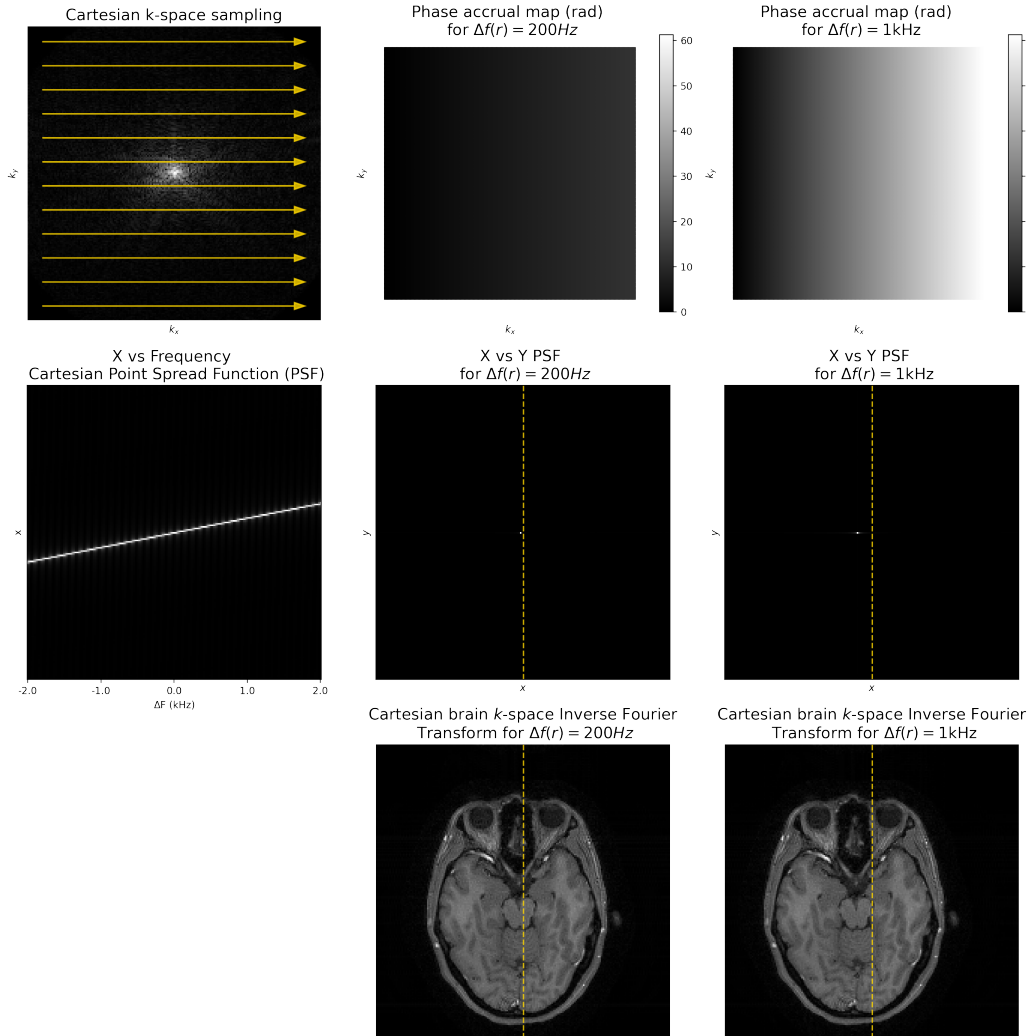 Cartesian k-space sampling
k_y
k_x
Phase accrual map (rad)
for Δf(r) = 200Hz
k_y
k_x
60
50
40
30
20
10
0
Phase accrual map (rad)
for Δf(r) = 1kHz
k_y
k_x
X vs Frequency
Cartesian Point Spread Function (PSF)
x
-2.0 -1.0 0.0 1.0 2.0
ΔF (kHz)
X vs Y PSF
for Δf(r) = 200Hz
y
x
X vs Y PSF
for Δf(r) = 1kHz
y
x
Cartesian brain k-space Inverse Fourier
Transform for Δf(r) = 200Hz
Cartesian brain k-space Inverse Fourier
Transform for Δf(r) = 1kHz